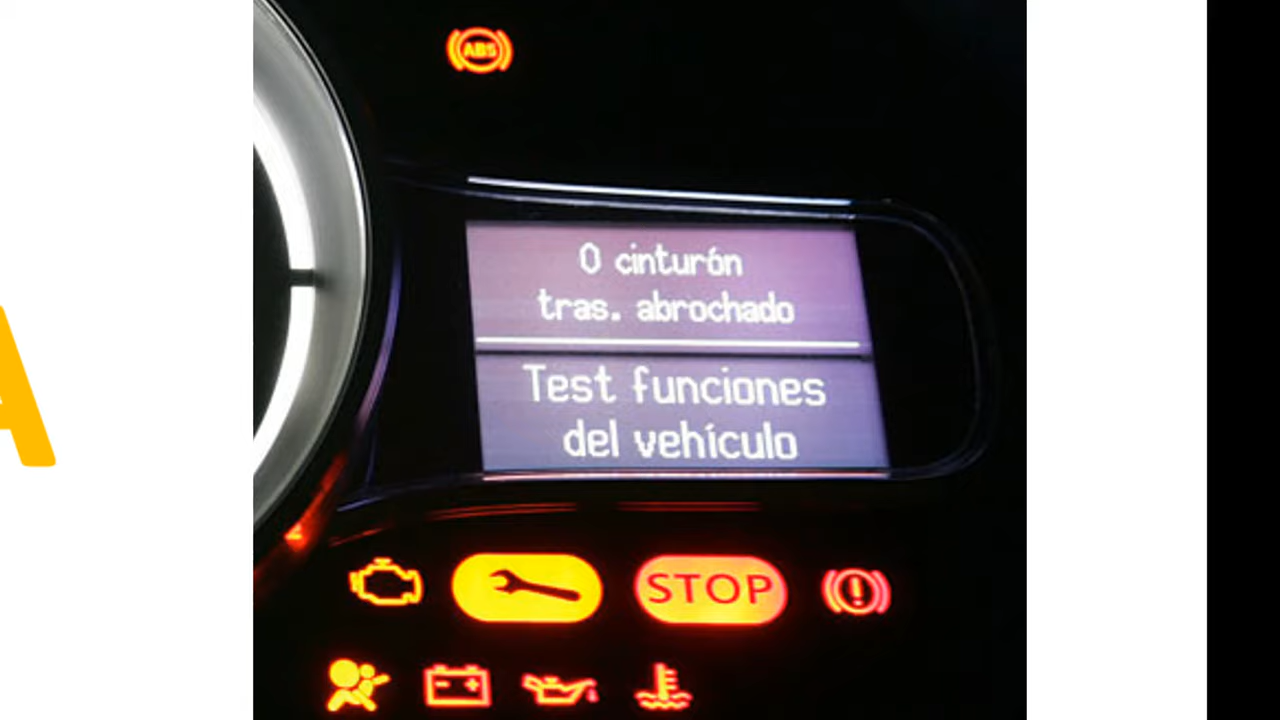 ABS
0 cinturón
tras. abrochado
Test funciones
del vehículo
STOP
A